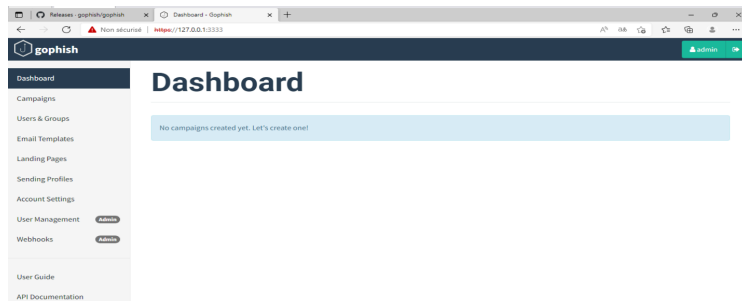 Releases · gophish/gophish
Dashboard - Gophish
Non sécurisé
https://127.0.0.1:3333
gophish
admin
Dashboard
Campaigns
Users & Groups
Email Templates
Landing Pages
Sending Profiles
Account Settings
User Management Admin
Webhooks Admin
User Guide
API Documentation
Dashboard
No campaigns created yet. Let's create one!